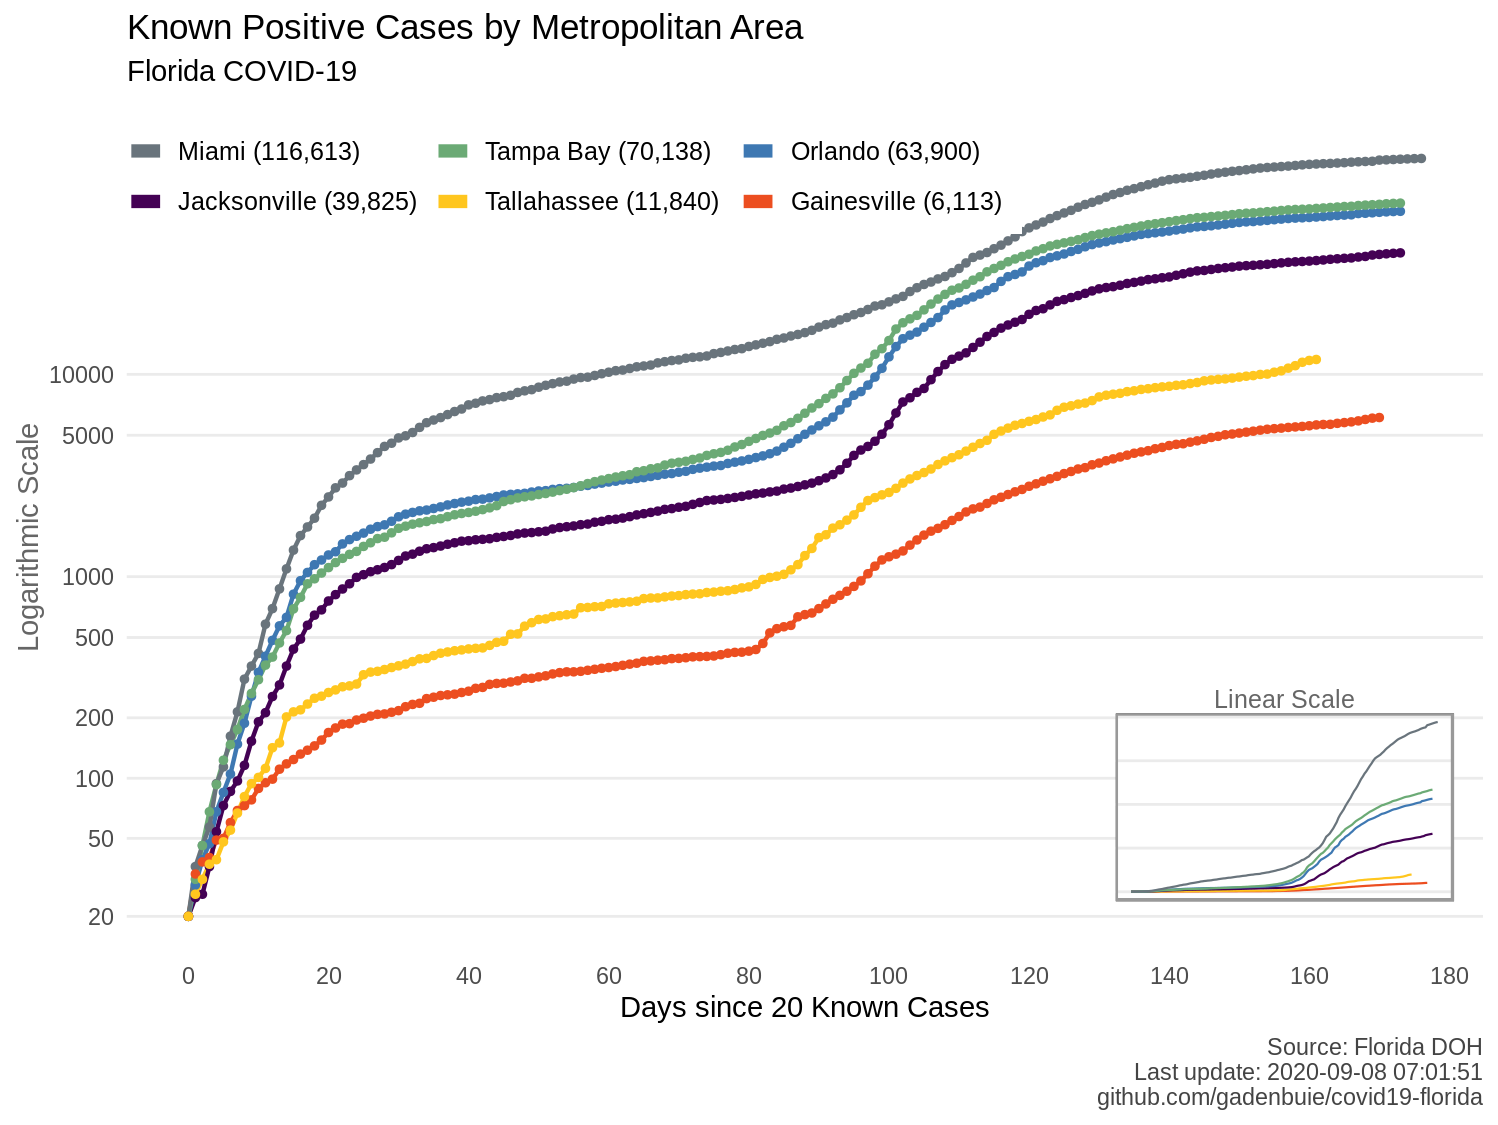 Known Positive Cases by Metropolitan Area
Florida COVID-19
Miami (116,613) Tampa Bay (70,138) Orlando (63,900)
Jacksonville (39,825) Tallahassee (11,840) Gainesville (6,113)
Logarithmic Scale
10000
5000
1000
500
200
100
50
20
Linear Scale
0 20 40 60 80 100 120 140 160 180
Days since 20 Known Cases
Source: Florida DOH
Last update: 2020-09-08 07:01:51
github.com/gadenbuie/covid19-florida